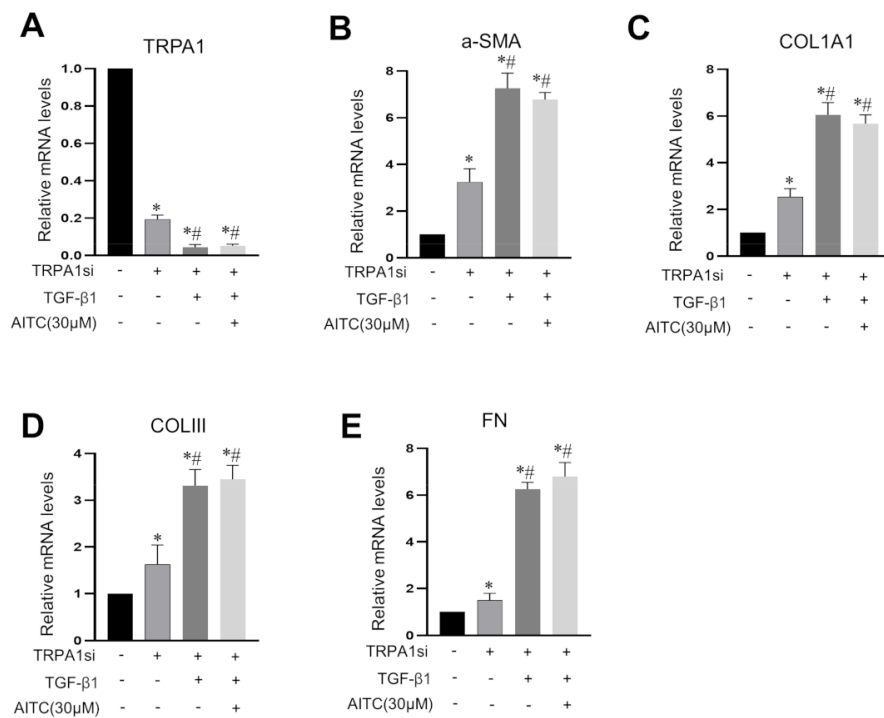 A
TRPA1
Relative mRNA levels
1.0
0.8
0.6
0.4
0.2
0.0
*
*#
*#
TRPA1si - + + +
TGF-β1 - - + +
AITC(30μM) - - - +
B
a-SMA
Relative mRNA levels
8
6
4
2
0
*
*#
*#
TRPA1si - + + +
TGF-β1 - - + +
AITC(30μM) - - - +
C
COL1A1
Relative mRNA levels
8
6
4
2
0
*
*#
*#
TRPA1si - + + +
TGF-β1 - - + +
AITC(30μM) - - - +
D
COLIII
Relative mRNA levels
4
3
2
1
0
*
*#
*#
TRPA1si - + + +
TGF-β1 - - + +
AITC(30μM) - - - +
E
FN
Relative mRNA levels
8
6
4
2
0
*
*#
*#
TRPA1si - + + +
TGF-β1 - - + +
AITC(30μM) - - - +